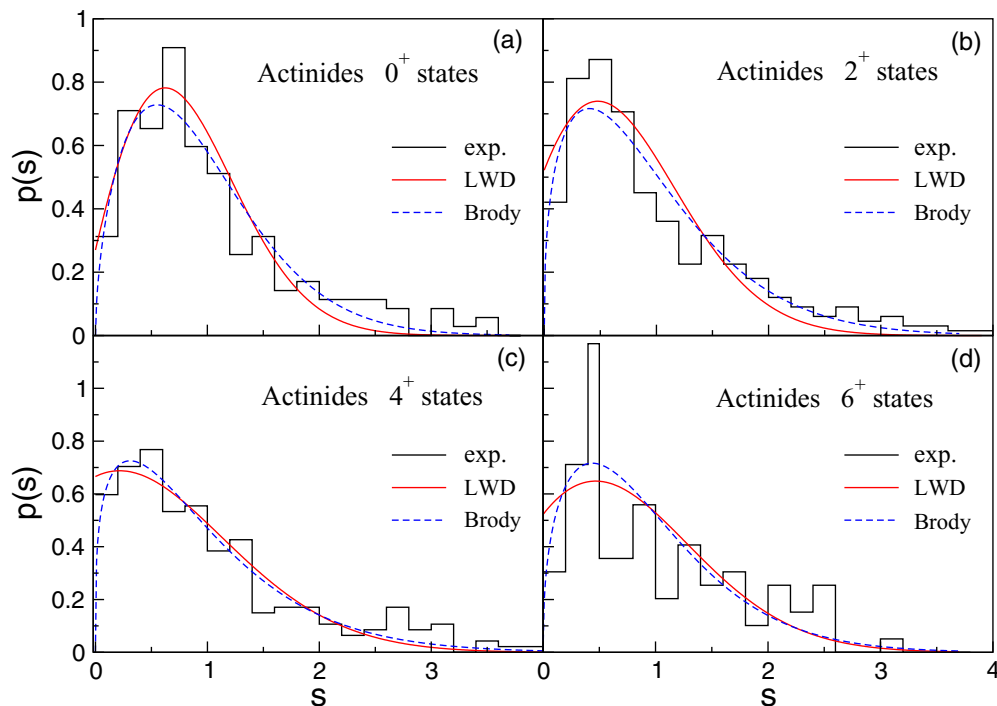 1
0.8
0.6
0.4
0.2
0
p(s)
(a)
Actinides 0⁺ states
exp.
LWD
Brody
(b)
Actinides 2⁺ states
exp.
LWD
Brody
1
0.8
0.6
0.4
0.2
0
p(s)
(c)
Actinides 4⁺ states
exp.
LWD
Brody
0 1 2 3
s
(d)
Actinides 6⁺ states
exp.
LWD
Brody
0 1 2 3 4
s